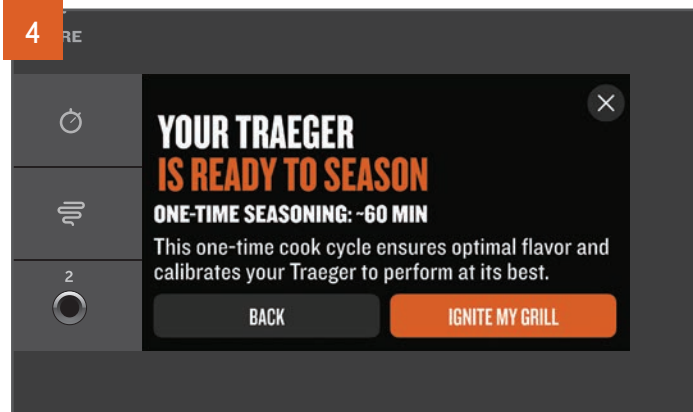 4
RE
YOUR TRAEGER
IS READY TO SEASON
ONE-TIME SEASONING: ~60 MIN
This one-time cook cycle ensures optimal flavor and
calibrates your Traeger to perform at its best.
2
BACK
IGNITE MY GRILL